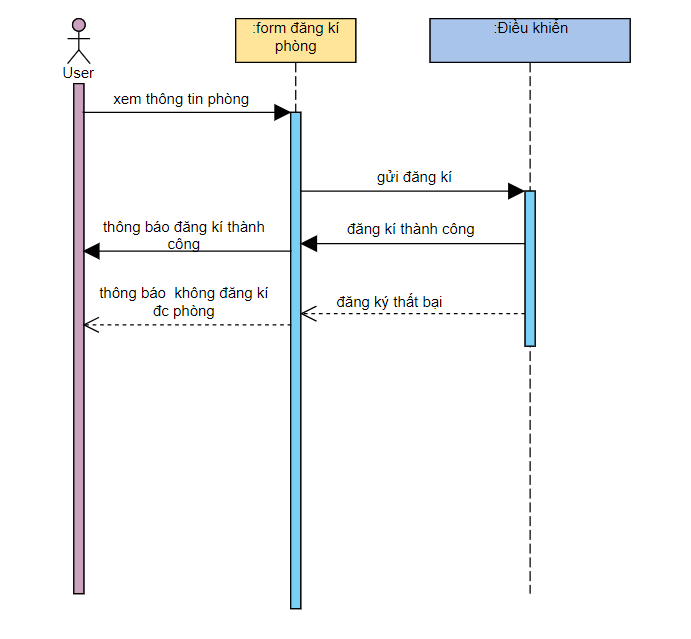 :form đăng kí
phòng
:Điều khiển
User
xem thông tin phòng
gửi đăng kí
thông báo đăng kí thành
công
đăng kí thành công
thông báo  không đăng kí
đc phòng
đăng ký thất bại